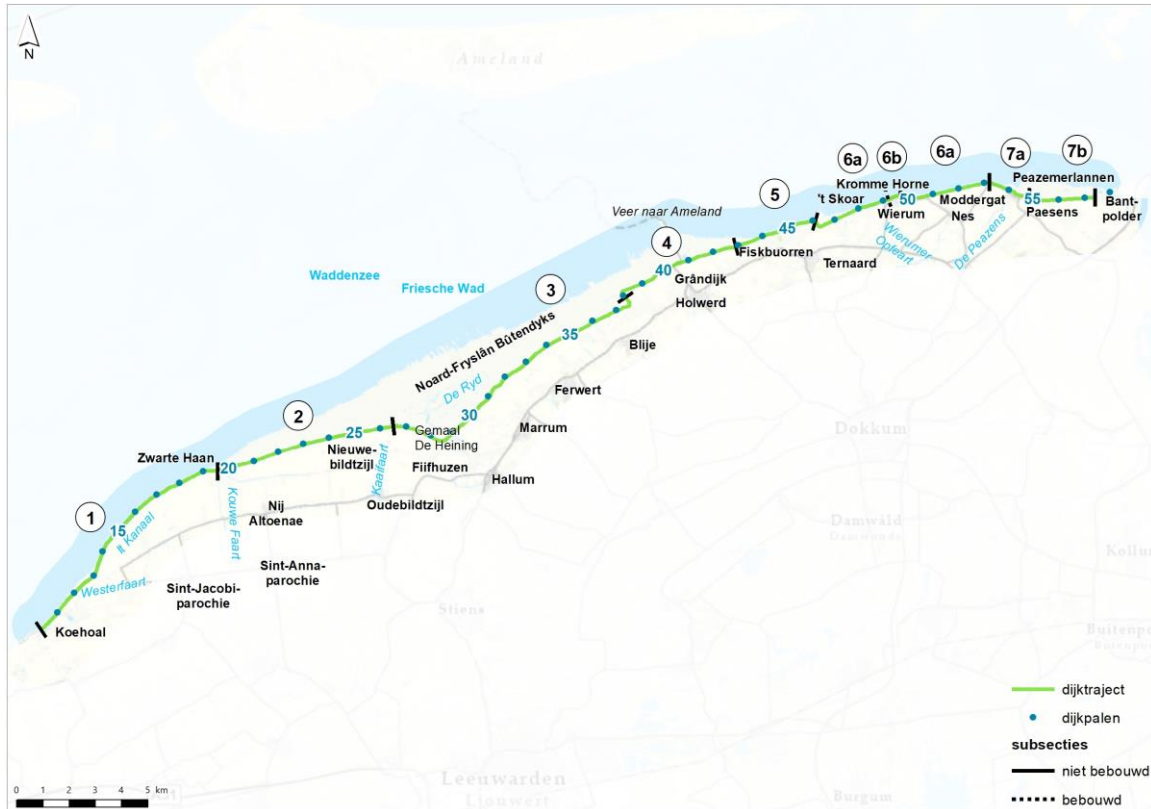 N
Ameland
6a
6b
6a
7a
7b
Kromme Horne
Peazemerlannen
5
't Skoar
50
Moddergat
55
Bant-
polder
Veer naar Ameland
45
Wierum
Nes
Paesens
4
Fiskbuorren
Wierumer
Opfeart
De Peazens
Waddenzee
40
Ternaard
Friesche Wad
3
Grândijk
Holwerd
Noard-Fryslân Bûtendyks
35
Blije
De Ryd
Ferwert
2
30
25
Gemaal
De Heining
Marrum
Dokkum
Zwarte Haan
Nieuwe-
bildtzijl
20
Kaaifaart
Fiifhuzen
Hallum
Kouwe Faart
Nij
Altoenae
Oudebildtzijl
1
15
It Kanaal
Damwâld
Damwoude
Kollum
Westerfaart
Sint-Jacobi-
parochie
Sint-Anna-
parochie
Stiens
Koehoal
dijktraject
dijkpalen
subsecties
niet bebouwd
bebouwd
Leeuwarden
Ljouwert
Burgum
0 1 2 3 4 5 km